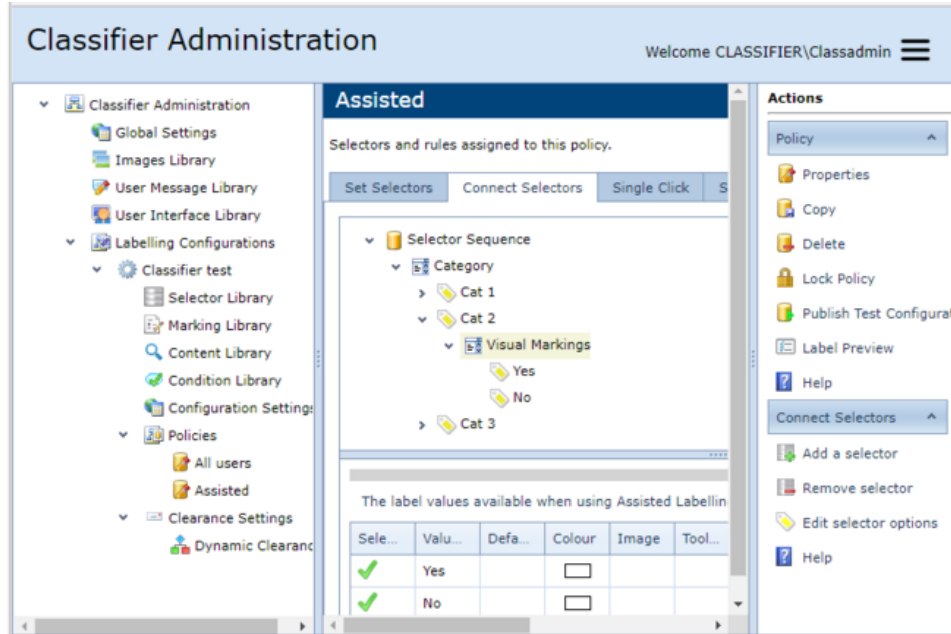 Classifier Administration
Welcome CLASSIFIER\Classadmin
Classifier Administration
Global Settings
Images Library
User Message Library
User Interface Library
Labelling Configurations
Classifier test
Selector Library
Marking Library
Content Library
Condition Library
Configuration Settings
Policies
All users
Assisted
Clearance Settings
Dynamic Clearanc
Assisted
Selectors and rules assigned to this policy.
Set Selectors Connect Selectors Single Click S
Selector Sequence
Category
Cat 1
Cat 2
Visual Markings
Yes
No
Cat 3
The label values available when using Assisted Labellin
Sele... Valu... Defa... Colour Image Tool...
Yes
No
Actions
Policy
Properties
Copy
Delete
Lock Policy
Publish Test Configurat
Label Preview
Help
Connect Selectors
Add a selector
Remove selector
Edit selector options
Help